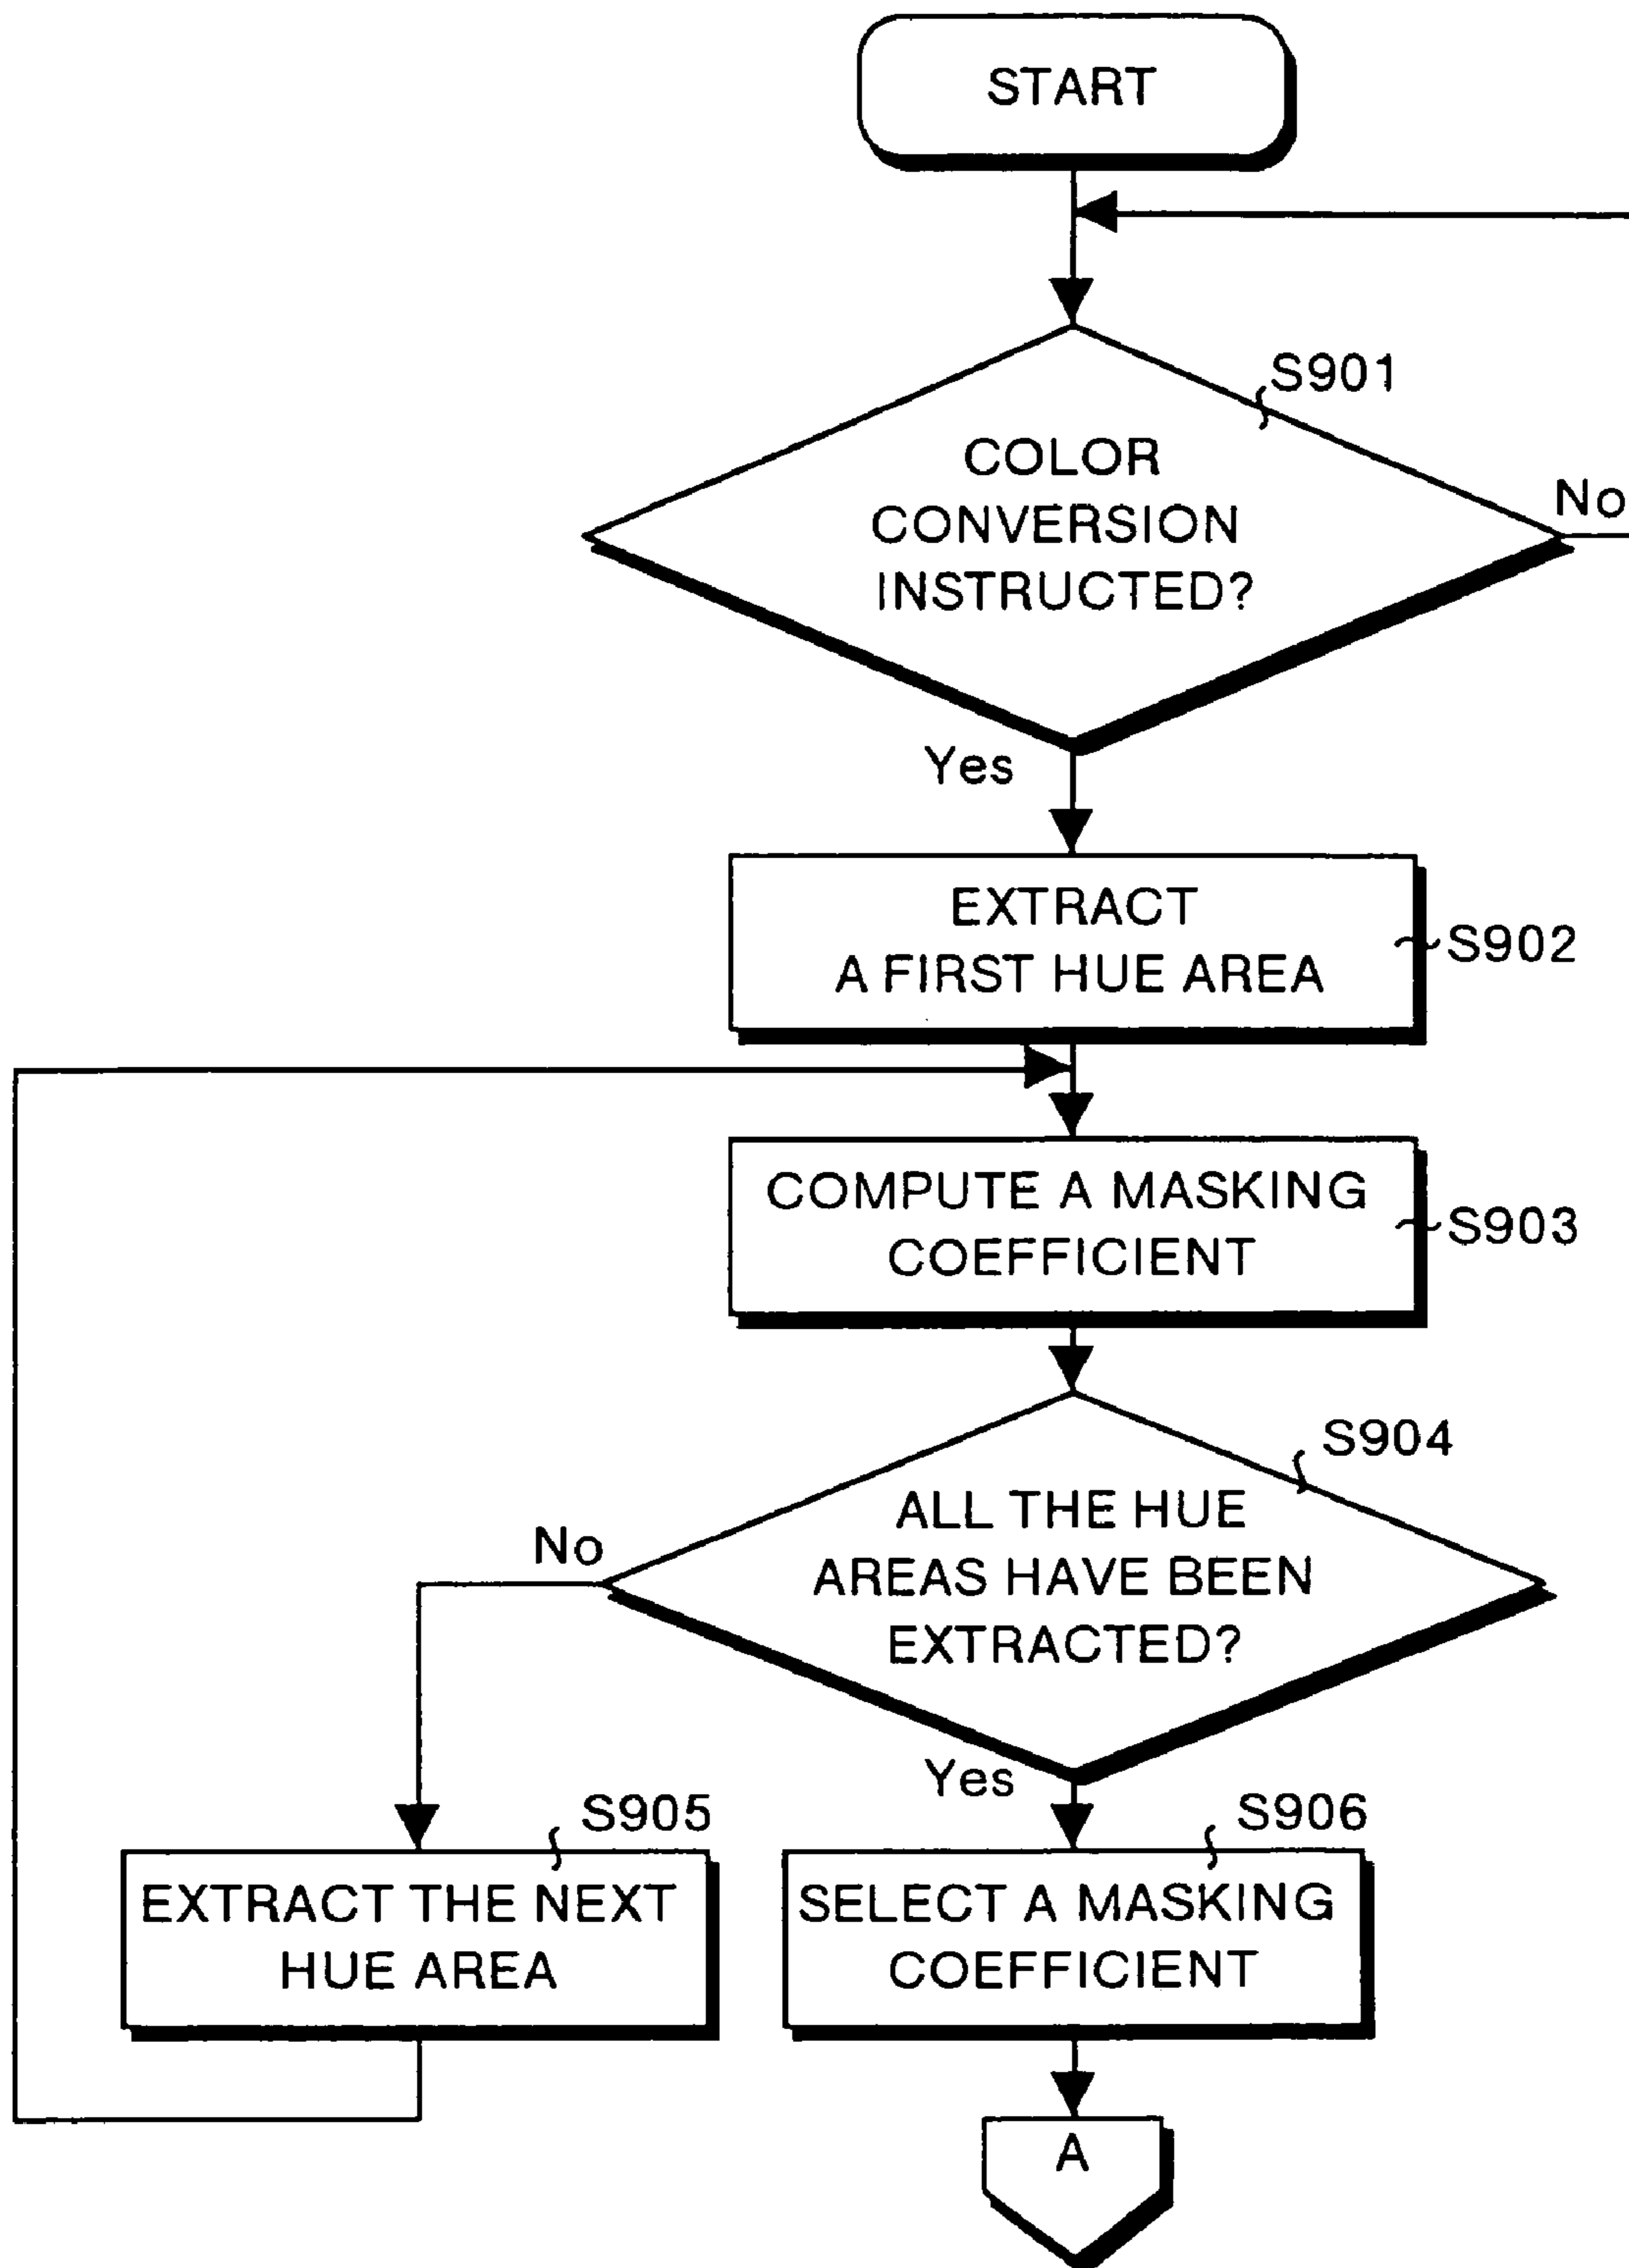 START
S901
COLOR
CONVERSION
INSTRUCTED?
No
Yes
EXTRACT
A FIRST HUE AREA
S902
COMPUTE A MASKING
COEFFICIENT
S903
S904
ALL THE HUE
AREAS HAVE BEEN
EXTRACTED?
No
Yes
S905
EXTRACT THE NEXT
HUE AREA
S906
SELECT A MASKING
COEFFICIENT
A